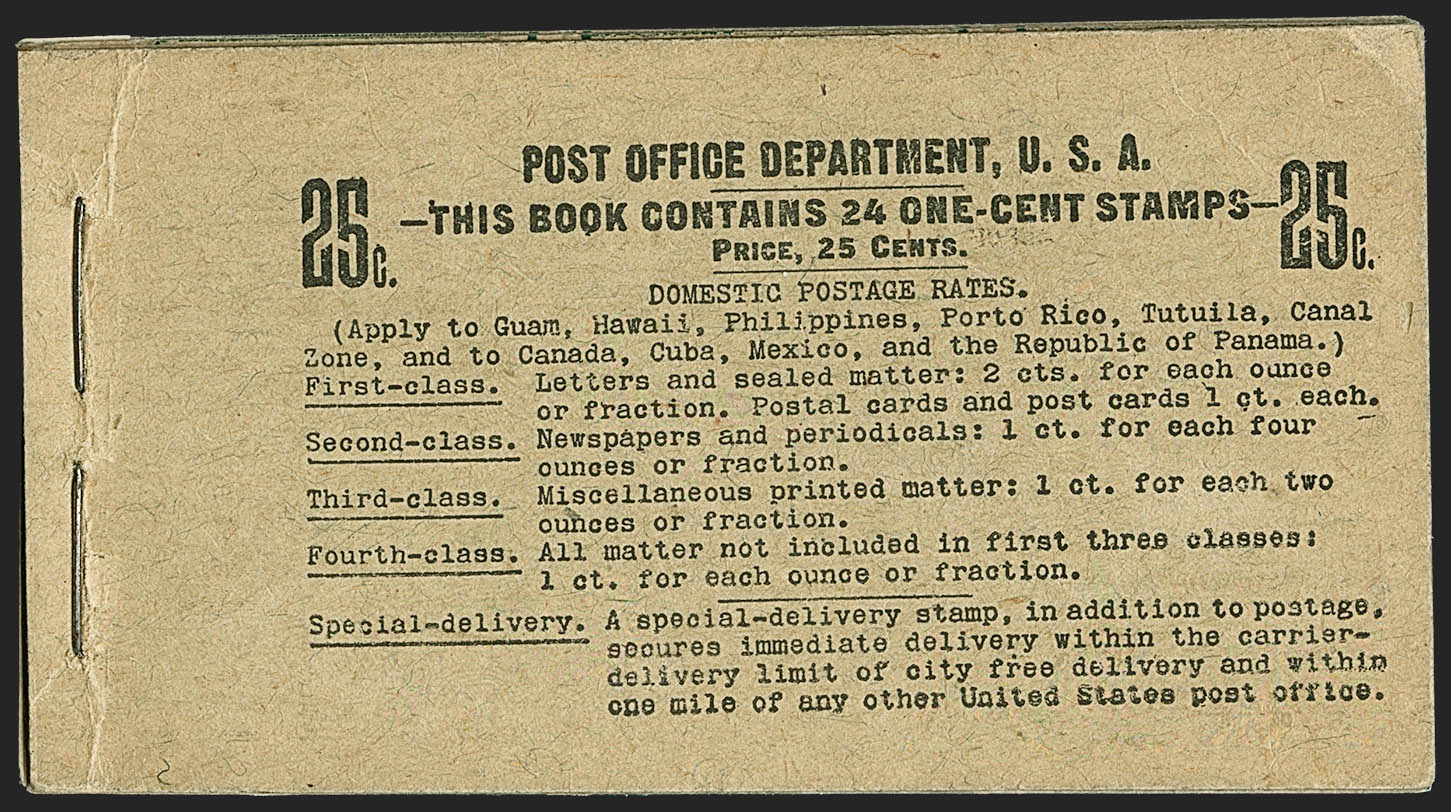 POST OFFICE DEPARTMENT, U. S. A.
25c. —THIS BOOK CONTAINS 24 ONE-CENT STAMPS— 25c.
PRICE, 25 CENTS.
DOMESTIC POSTAGE RATES.
(Apply to Guam, Hawaii, Philippines, Porto Rico, Tutuila, Canal
Zone, and to Canada, Cuba, Mexico, and the Republic of Panama.)
First-class. Letters and sealed matter: 2 cts. for each ounce
or fraction. Postal cards and post cards 1 ct. each.
Second-class. Newspapers and periodicals: 1 ct. for each four
ounces or fraction.
Third-class. Miscellaneous printed matter: 1 ct. for each two
ounces or fraction.
Fourth-class. All matter not included in first three classes:
1 ct. for each ounce or fraction.
Special-delivery. A special-delivery stamp, in addition to postage,
secures immediate delivery within the carrier-
delivery limit of city free delivery and within
one mile of any other United States post office.